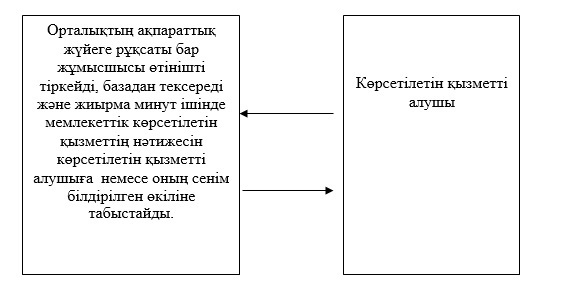 Орталықтың ақпараттық
жүйеге рұқсаты бар
жұмысшысы өтінішті
тіркейді, базадан тексереді
және жиырма минут ішінде
мемлекеттік көрсетілетін
қызметтің нәтижесін
көрсетілетін қызметті
алушыға немесе оның сенім
білдірілген өкіліне
табыстайды.
Көрсетілетін қызметті
алушы